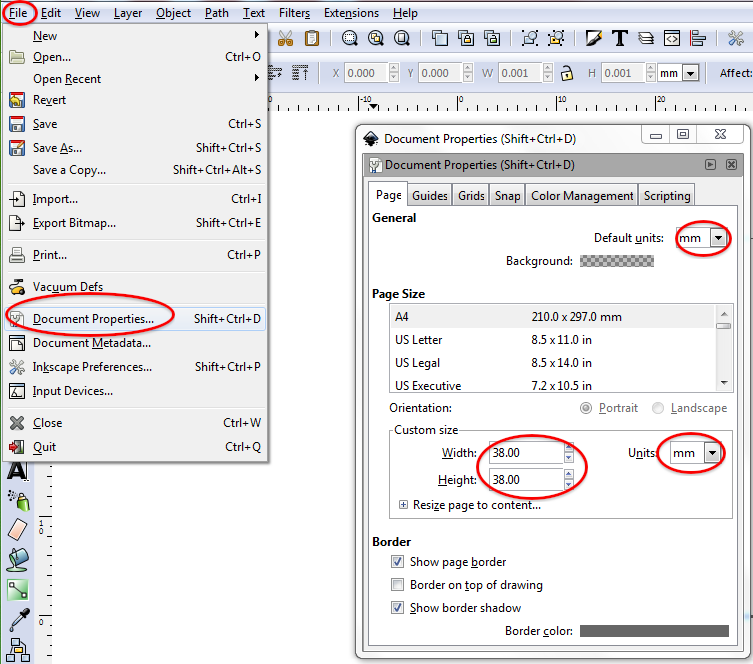 File Edit View Layer Object Path Text Filters Extensions Help
New
Open... Ctrl+O
Open Recent
Revert
Save Ctrl+S
Save As... Shift+Ctrl+S
Save a Copy... Shift+Ctrl+Alt+S
Import... Ctrl+I
Export Bitmap... Shift+Ctrl+E
Print... Ctrl+P
Vacuum Defs
Document Properties... Shift+Ctrl+D
Document Metadata...
Inkscape Preferences... Shift+Ctrl+P
Input Devices...
Close Ctrl+W
Quit Ctrl+Q
X 0.000 Y 0.000 W 0.001 H 0.001 mm Affect:
-10 0 10 20
Document Properties (Shift+Ctrl+D)
Document Properties (Shift+Ctrl+D)
Page Guides Grids Snap Color Management Scripting
General
Default units: mm
Background:
Page Size
A4 210.0 x 297.0 mm
US Letter 8.5 x 11.0 in
US Legal 8.5 x 14.0 in
US Executive 7.2 x 10.5 in
Orientation: Portrait Landscape
Custom size
Width: 38.00 Units: mm
Height: 38.00
Resize page to content...
Border
Show page border
Border on top of drawing
Show border shadow
Border color:
A
10
0